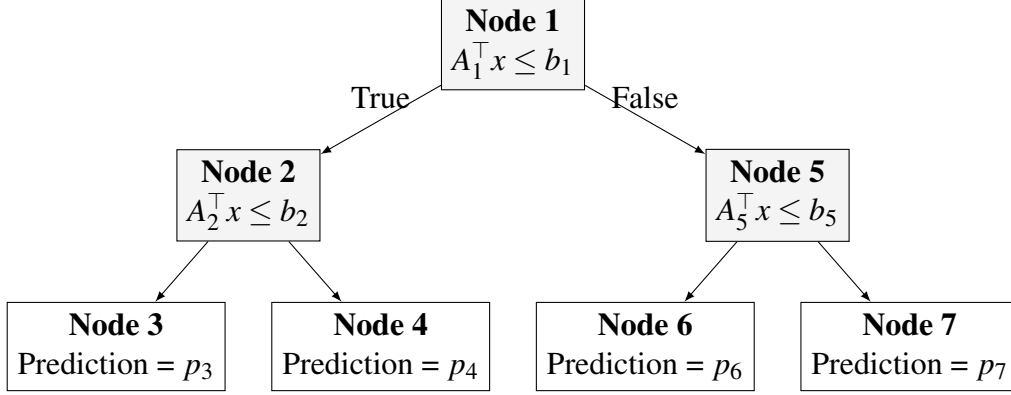 Node 1
A₁ᵀx ≤ b₁
True
False
Node 2
A₂ᵀx ≤ b₂
Node 5
A₅ᵀx ≤ b₅
Node 3
Prediction = p₃
Node 4
Prediction = p₄
Node 6
Prediction = p₆
Node 7
Prediction = p₇